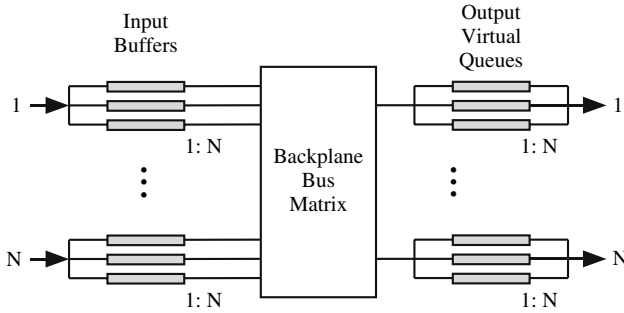 Input
Buffers
Output
Virtual
Queues
1
1
1: N
1: N
Backplane
Bus
Matrix
N
N
1: N
1: N